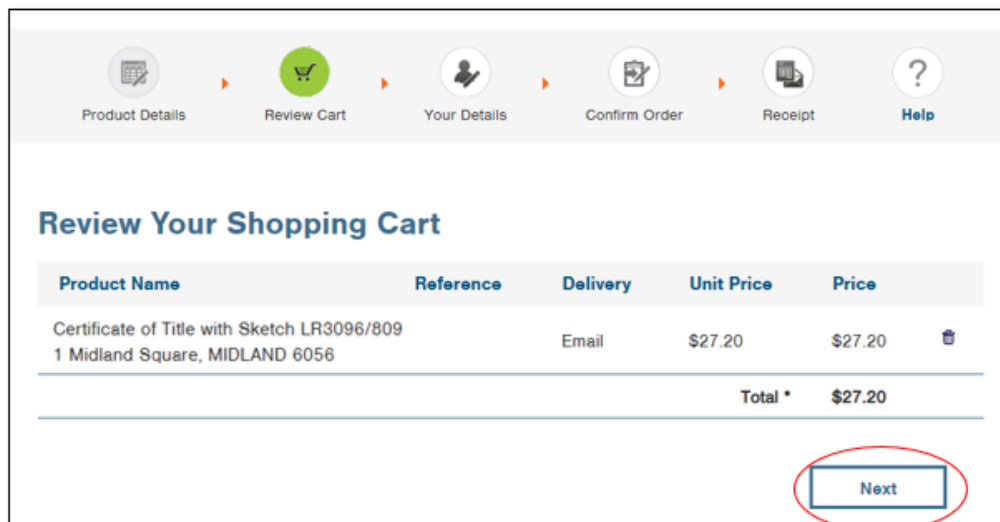 Product Details Review Cart Your Details Confirm Order Receipt Help
Review Your Shopping Cart
Product Name Reference Delivery Unit Price Price
Certificate of Title with Sketch LR3096/809
1 Midland Square, MIDLAND 6056 Email $27.20 $27.20
Total * $27.20
Next